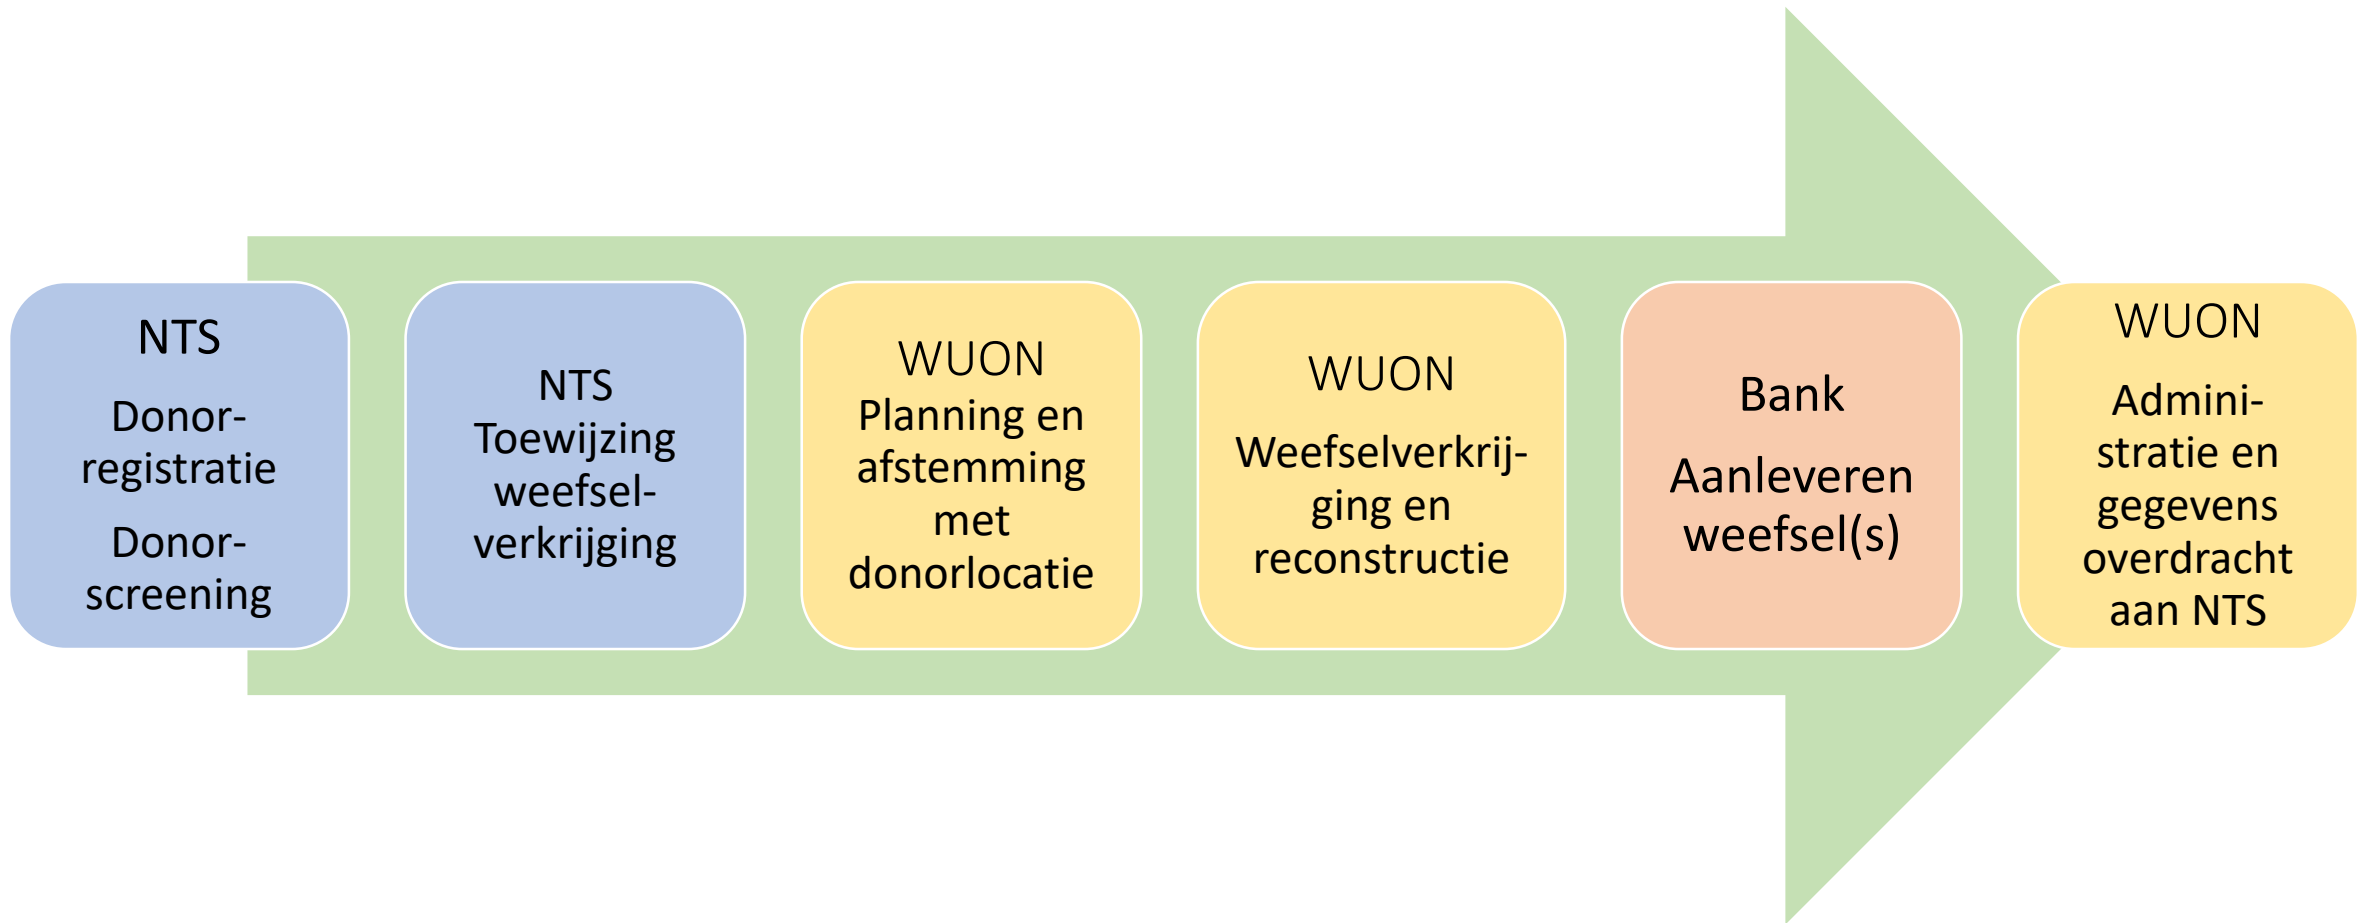 NTS
Donor-
registratie
Donor-
screening
NTS
Toewijzing
weefsel-
verkrijging
WUON
Planning en
afstemming
met
donorlocatie
WUON
Weefselverkrij-
ging en
reconstructie
Bank
Aanleveren
weefsel(s)
WUON
Admini-
stratie en
gegevens
overdracht
aan NTS